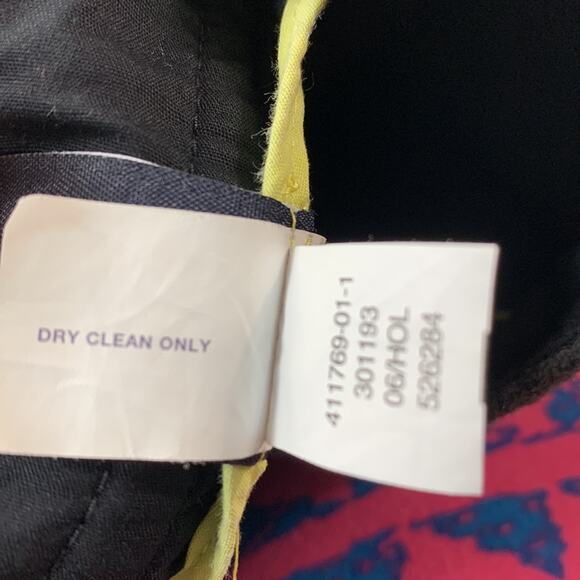 DRY CLEAN ONLY
411769-01-1
301193
06/HOL
526284